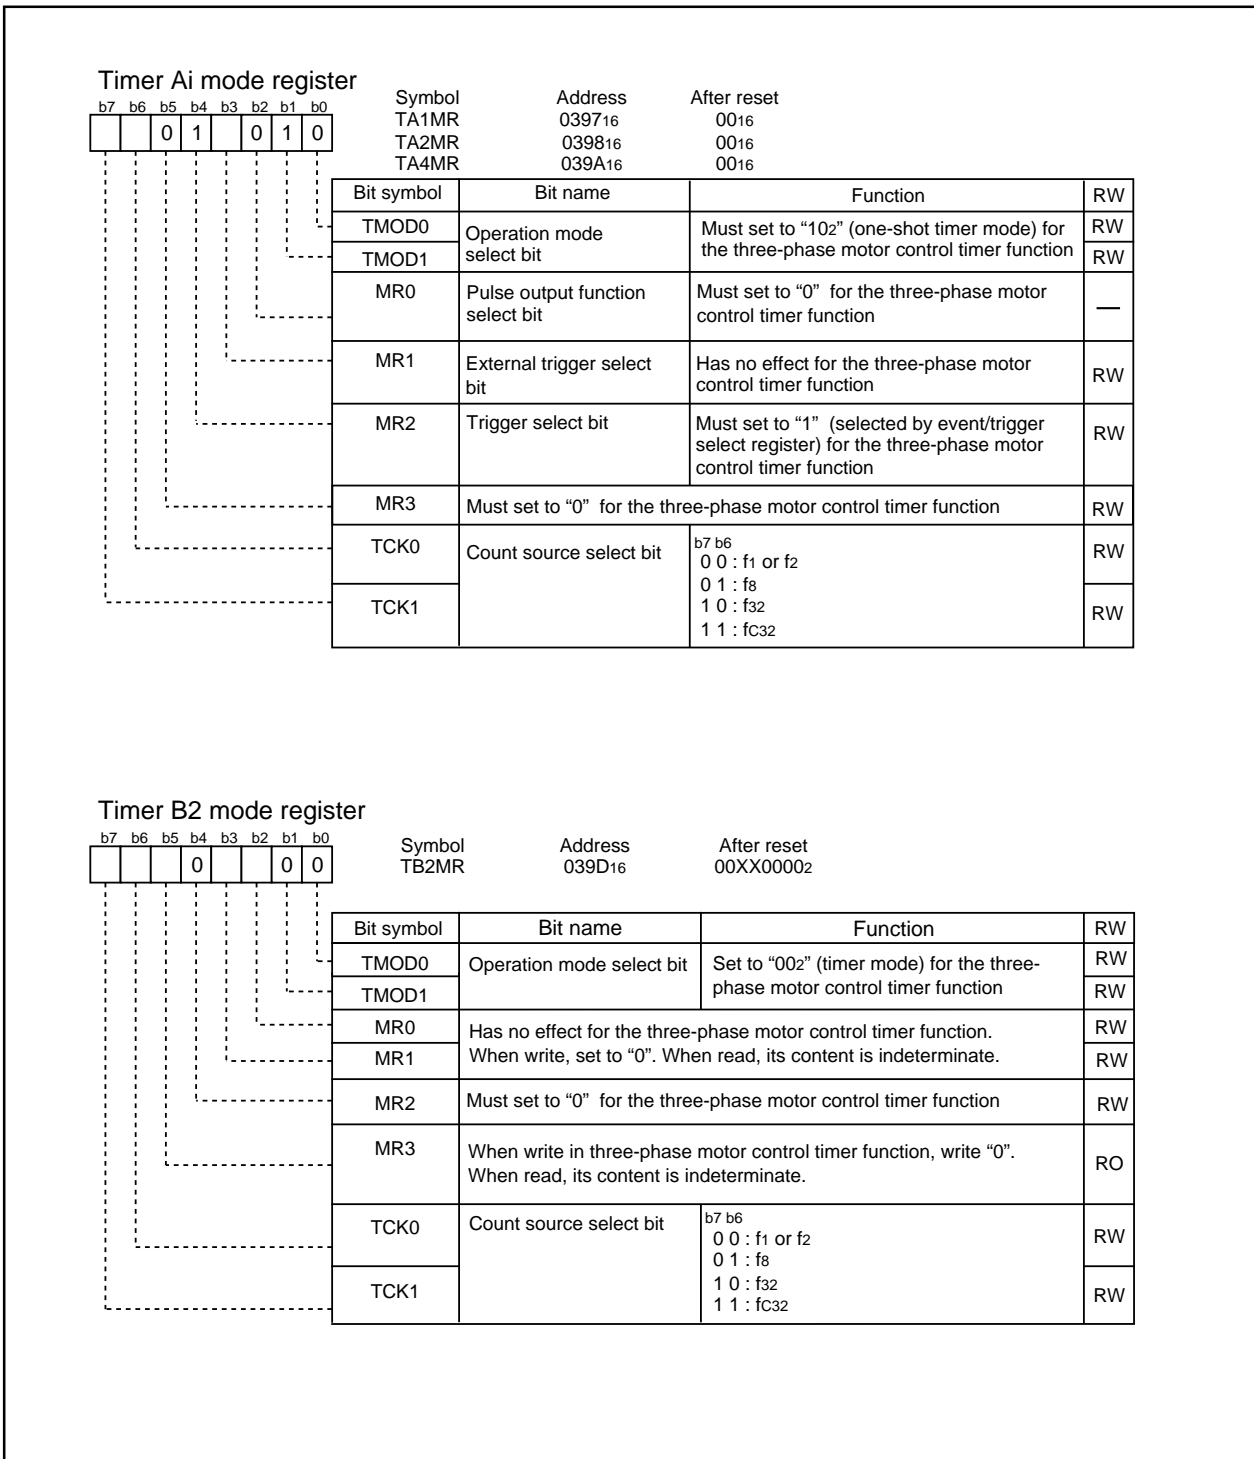 Timer Ai mode register
b7 b6 b5 b4 b3 b2 b1 b0
0 1 0 1 0
Symbol Address After reset
TA1MR 039716 0016
TA2MR 039816 0016
TA4MR 039A16 0016
Bit symbol Bit name Function RW
TMOD0 Operation mode select bit Must set to “102” (one-shot timer mode) for the three-phase motor control timer function RW
TMOD1 RW
MR0 Pulse output function select bit Must set to “0” for the three-phase motor control timer function —
MR1 External trigger select bit Has no effect for the three-phase motor control timer function RW
MR2 Trigger select bit Must set to “1” (selected by event/trigger select register) for the three-phase motor control timer function RW
MR3 Must set to “0” for the three-phase motor control timer function RW
TCK0 Count source select bit b7 b6 RW
0 0 : f1 or f2
0 1 : f8
TCK1 1 0 : f32 RW
1 1 : fC32
Timer B2 mode register
b7 b6 b5 b4 b3 b2 b1 b0
0 0 0
Symbol Address After reset
TB2MR 039D16 00XX00002
Bit symbol Bit name Function RW
TMOD0 Operation mode select bit Set to “002” (timer mode) for the three-phase motor control timer function RW
TMOD1 RW
MR0 Has no effect for the three-phase motor control timer function. RW
MR1 When write, set to “0”. When read, its content is indeterminate. RW
MR2 Must set to “0” for the three-phase motor control timer function RW
MR3 When write in three-phase motor control timer function, write “0”. When read, its content is indeterminate. RO
TCK0 Count source select bit b7 b6 RW
0 0 : f1 or f2
0 1 : f8
TCK1 1 0 : f32 RW
1 1 : fC32